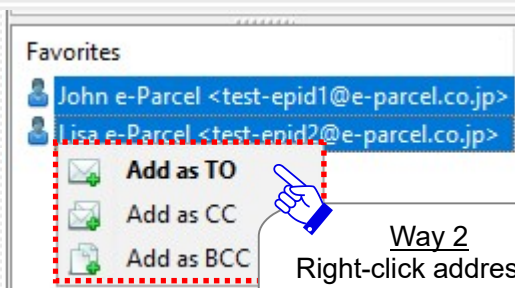 Favorites
John e-Parcel <test-epid1@e-parcel.co.jp>
Lisa e-Parcel <test-epid2@e-parcel.co.jp>
Add as TO
Add as CC
Add as BCC
Way 2
Right-click addres